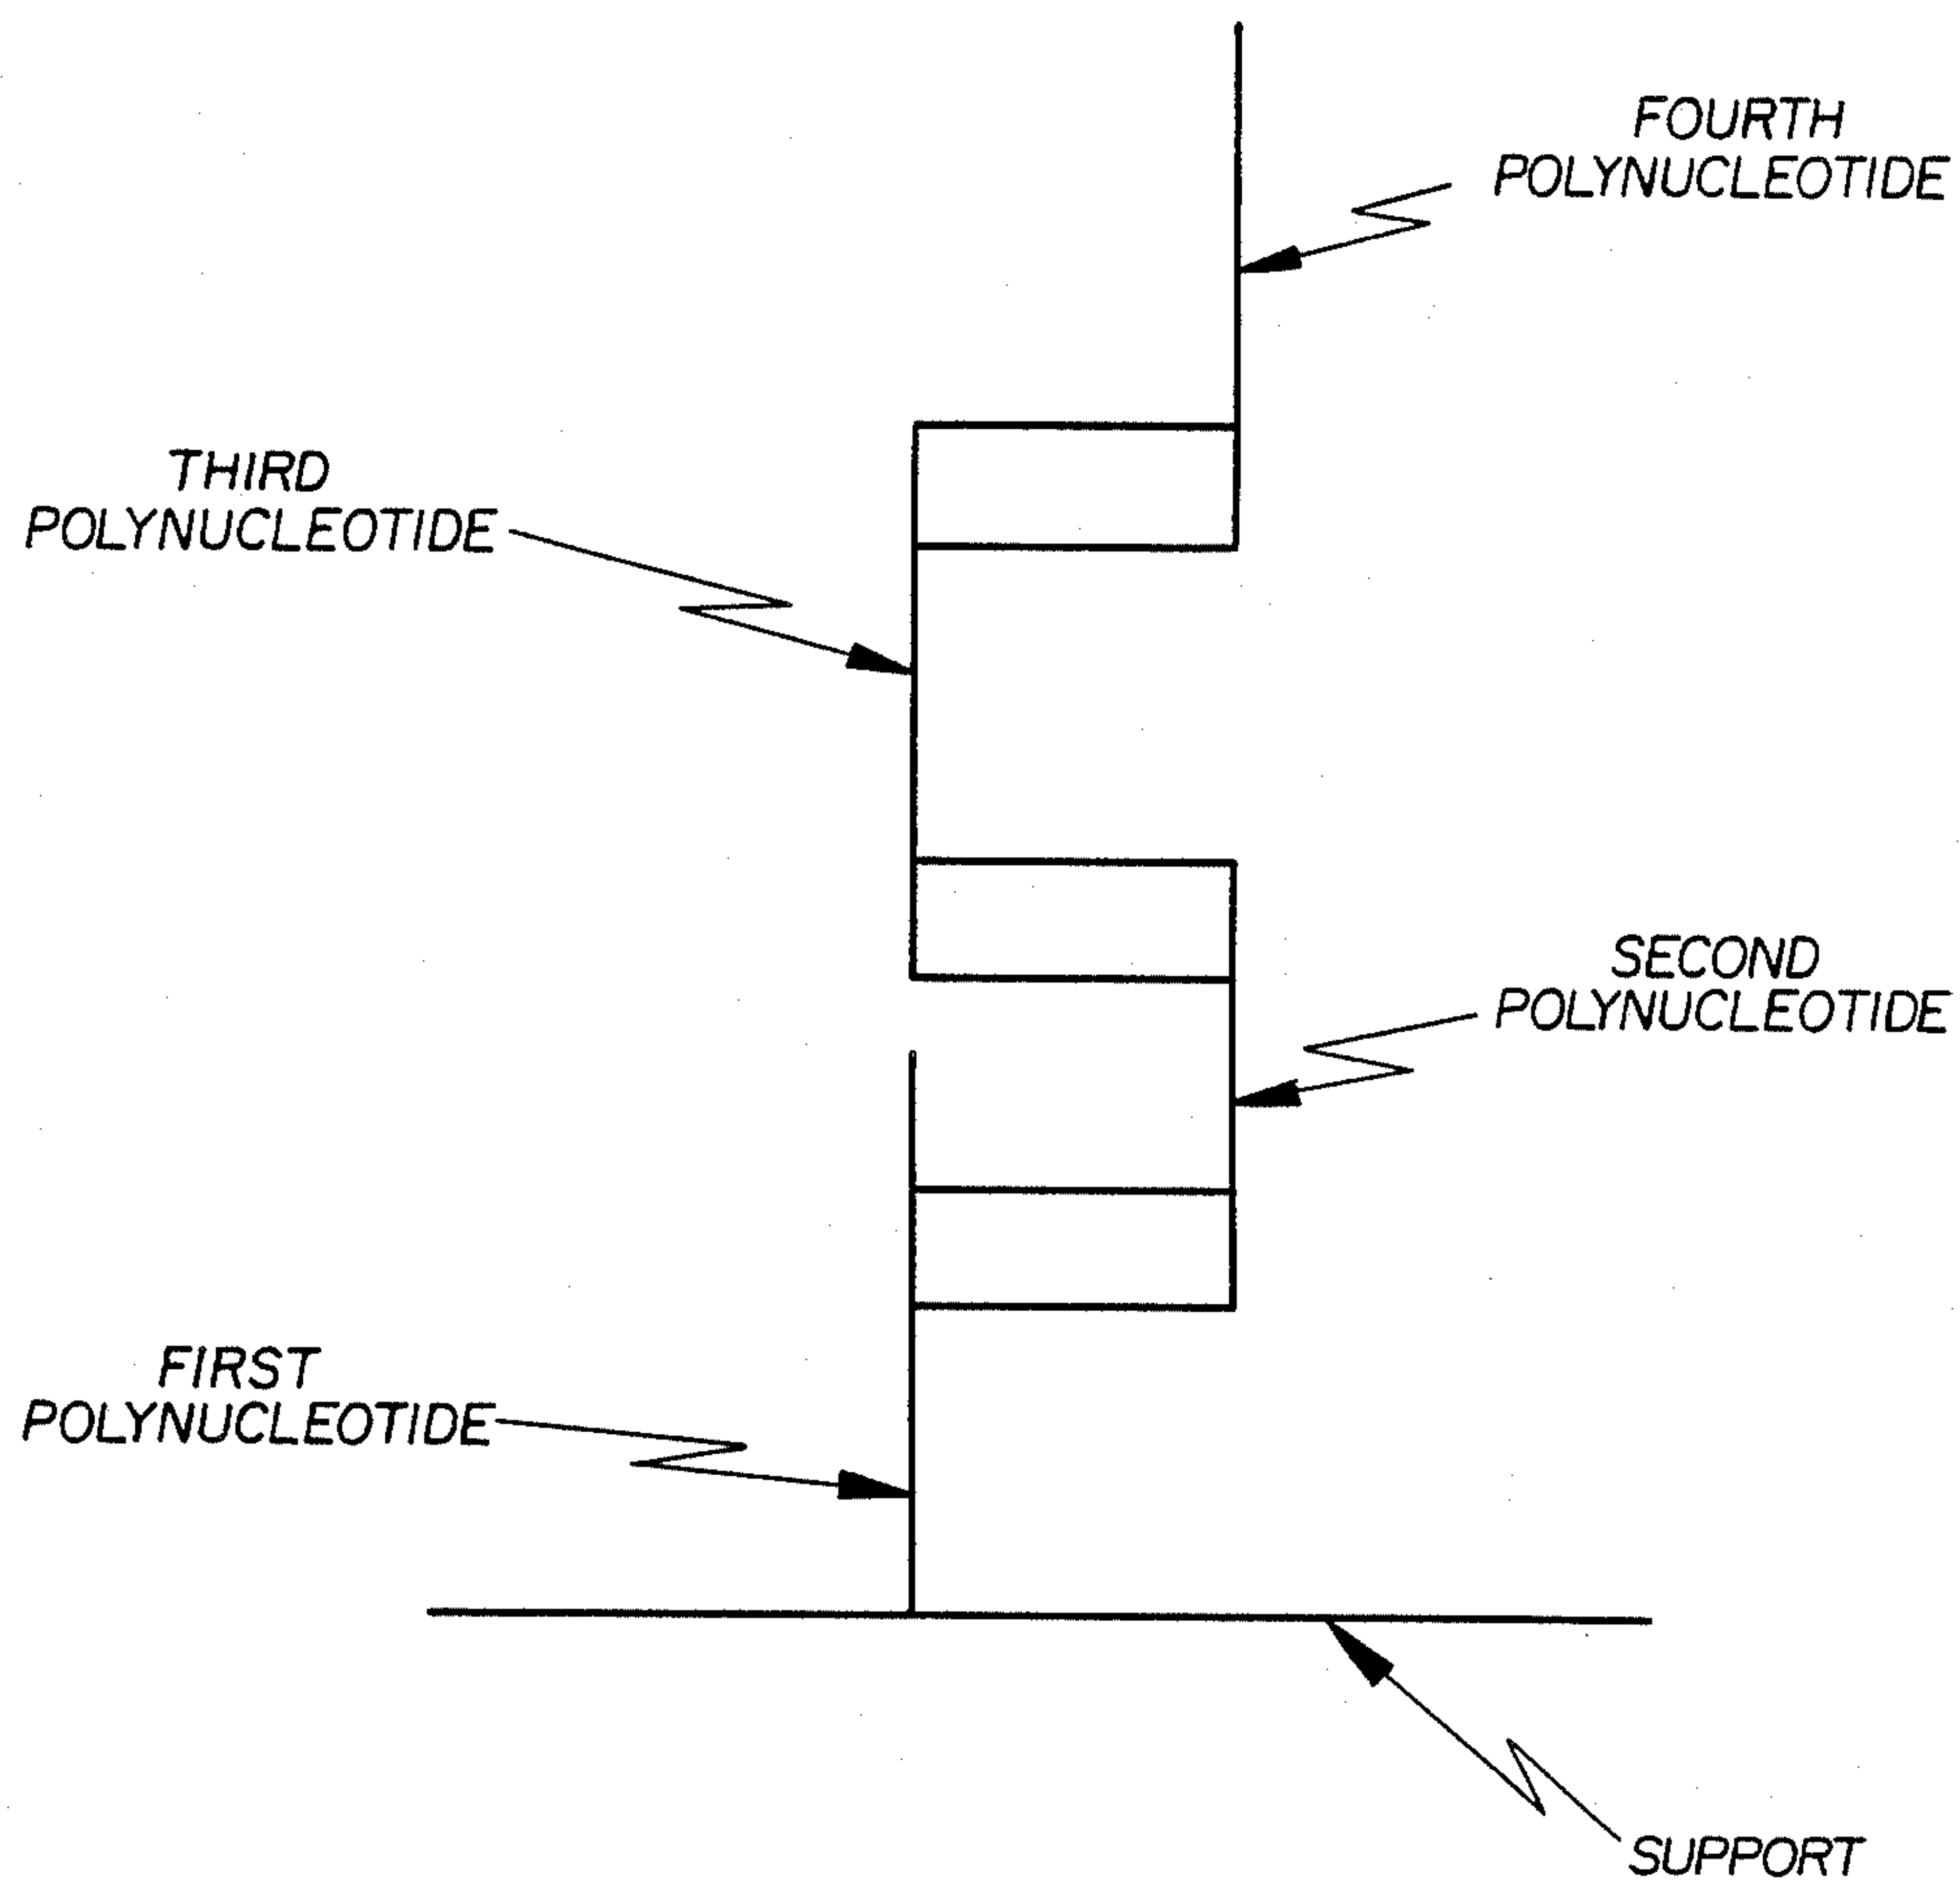 FOURTH
POLYNUCLEOTIDE
THIRD
POLYNUCLEOTIDE
SECOND
POLYNUCLEOTIDE
FIRST
POLYNUCLEOTIDE
SUPPORT